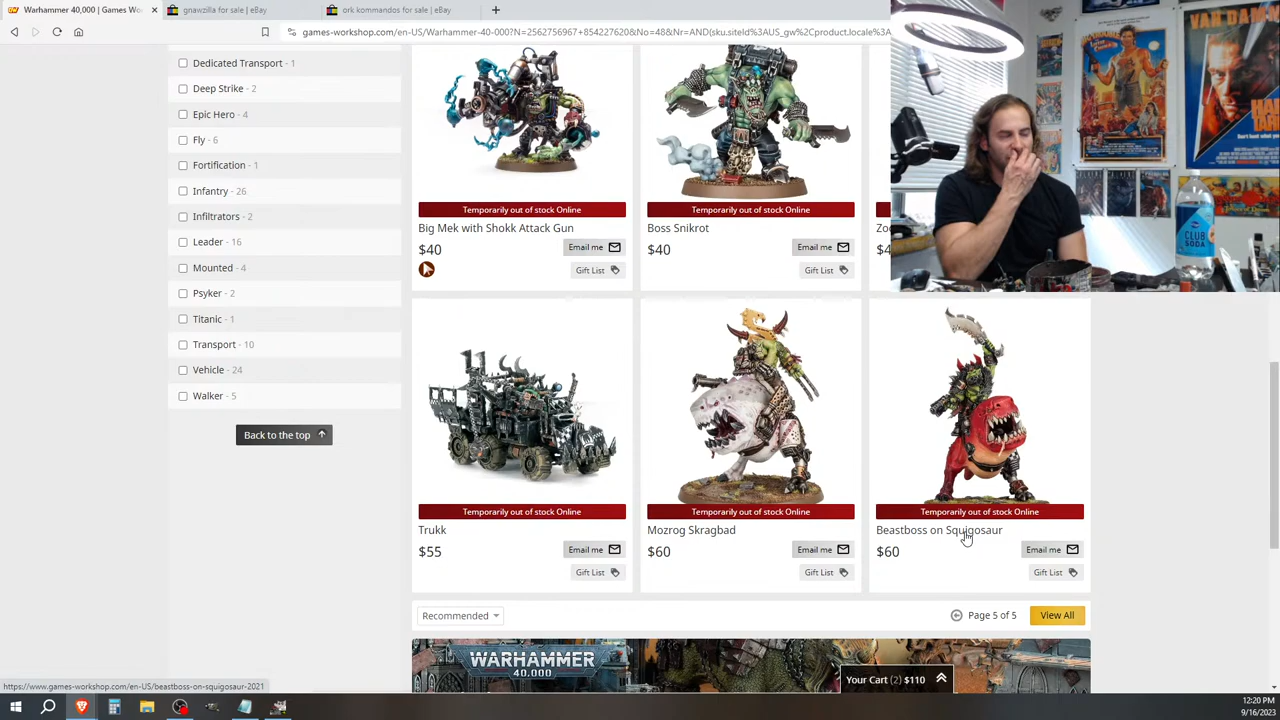 Warhammer 40,000 | Games Wo
gnawzilla for sale | eBay
ork kommandos for sale | eBay
games-workshop.com/en-US/Warhammer-40-000?N=2562756967+854227620&No=48&Nr=AND(sku.siteId%3AUS_gw%2Cproduct.locale%3A
Dedicated Transport - 1
Deep Strike - 2
Epic Hero - 4
Fly - 6
Fortification - 1
Infantry - 26
Infiltrators - 2
Leader - 16
Mounted - 4
Psyker - 2
Titanic - 1
Transport - 10
Vehicle - 24
Walker - 5
Back to the top
Temporarily out of stock Online
Big Mek with Shokk Attack Gun
$40
Email me
Gift List
Temporarily out of stock Online
Boss Snikrot
$40
Email me
Gift List
Temporarily out of stock Online
Trukk
$55
Email me
Gift List
Temporarily out of stock Online
Mozrog Skragbad
$60
Email me
Gift List
Temporarily out of stock Online
Beastboss on Squigosaur
$60
Email me
Gift List
Recommended
Page 5 of 5
View All
WARHAMMER
40,000
Your Cart (2) $110
https://www.games-workshop.com/en-US/beastboss-on-squigosaur-2021
12:20 PM
9/16/2023
VAN DAMME
CLUB
SODA